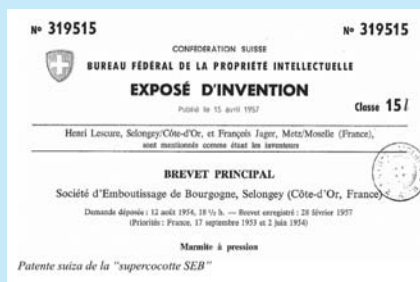 Nº 319515
Nº 319515
CONFEDERATION SUISSE
BUREAU FÉDÉRAL DE LA PROPRIÉTÉ INTELLECTUELLE
EXPOSÉ D'INVENTION
Publié le 15 avril 1957
Classe 15 l
Henri Lescure, Selongey/Côte-d'Or, et François Jager, Metz/Moselle (France),
sont mentionnés comme étant les inventeurs
BREVET PRINCIPAL
Société d'Emboutissage de Bourgogne, Selongey (Côte-d'Or, France)
Demande déposée: 12 août 1954, 18 ½ h. — Brevet enregistré: 28 février 1957
(Priorités: France, 17 septembre 1953 et 2 juin 1954)
Marmite à pression
Patente suiza de la "supercocotte SEB"